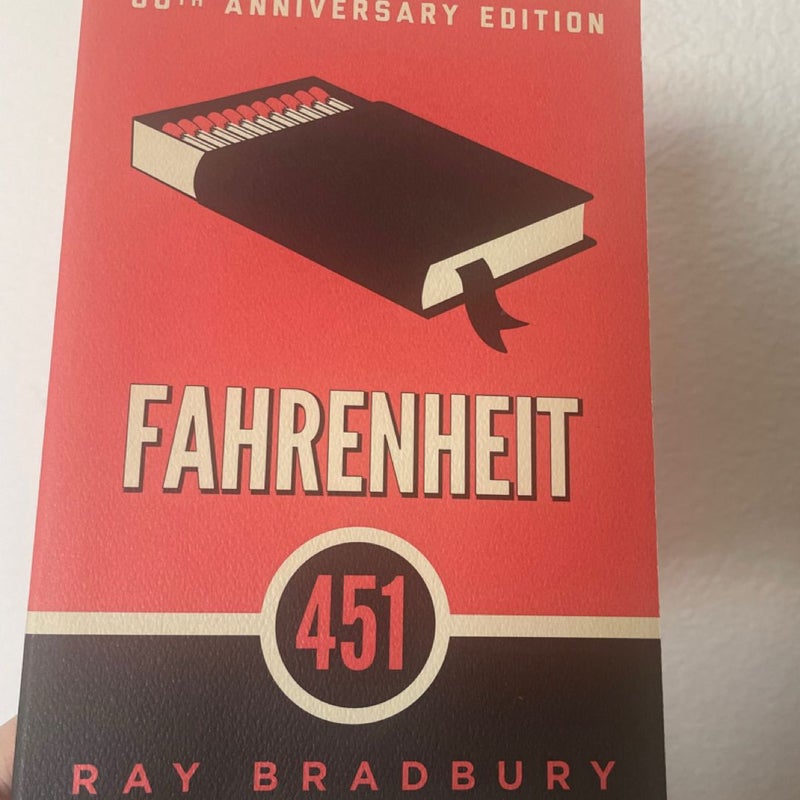 ANNIVERSARY EDITION
FAHRENHEIT
451
RAY BRADBURY